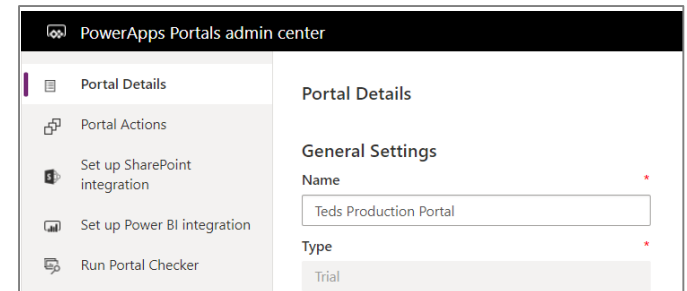 PowerApps Portals admin center
Portal Details
Portal Actions
Set up SharePoint
integration
Set up Power BI integration
Run Portal Checker
Portal Details
General Settings
Name *
Teds Production Portal
Type *
Trial